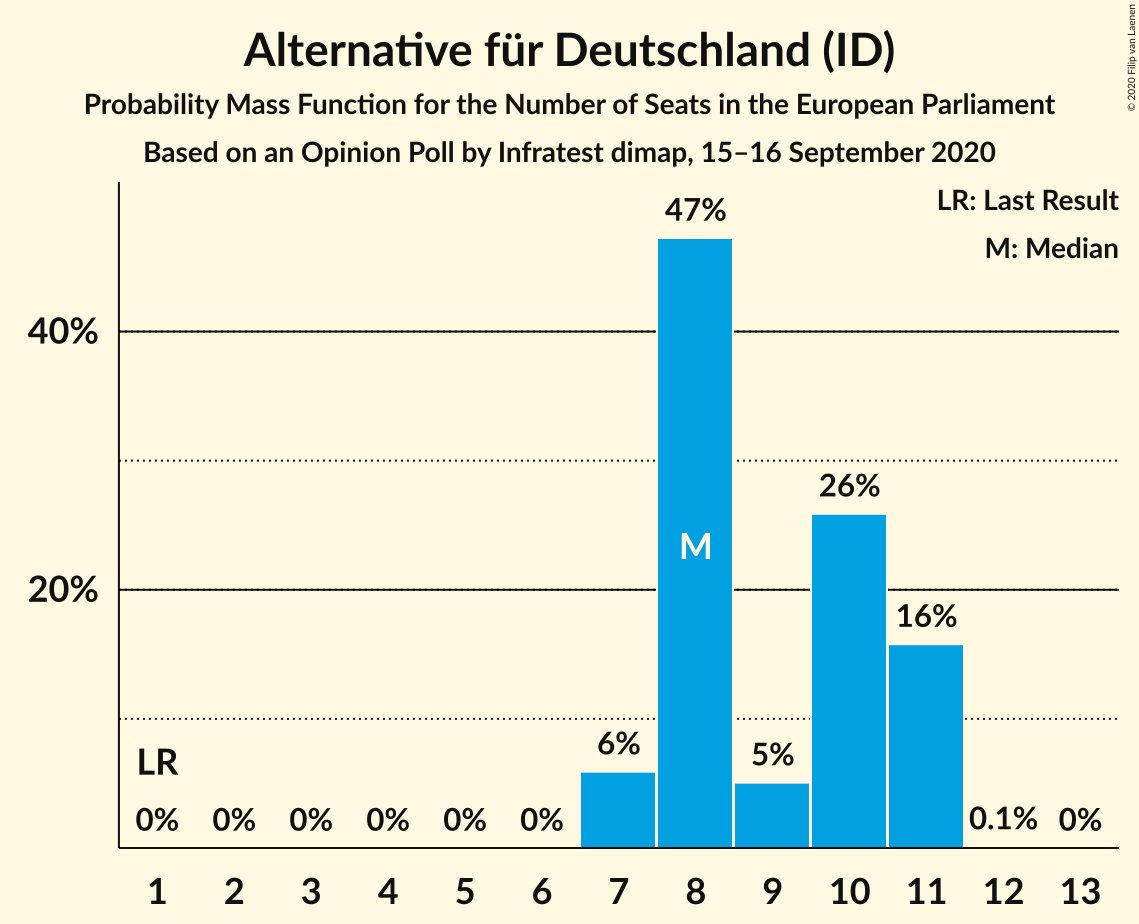 Alternative für Deutschland (ID)
Probability Mass Function for the Number of Seats in the European Parliament
Based on an Opinion Poll by Infratest dimap, 15–16 September 2020
© 2020 Filip van Laenen
LR: Last Result
M: Median
47%
40%
26%
M
20%
16%
6%
5%
LR
0% 0% 0% 0% 0% 0% 0.1% 0%
1 2 3 4 5 6 7 8 9 10 11 12 13